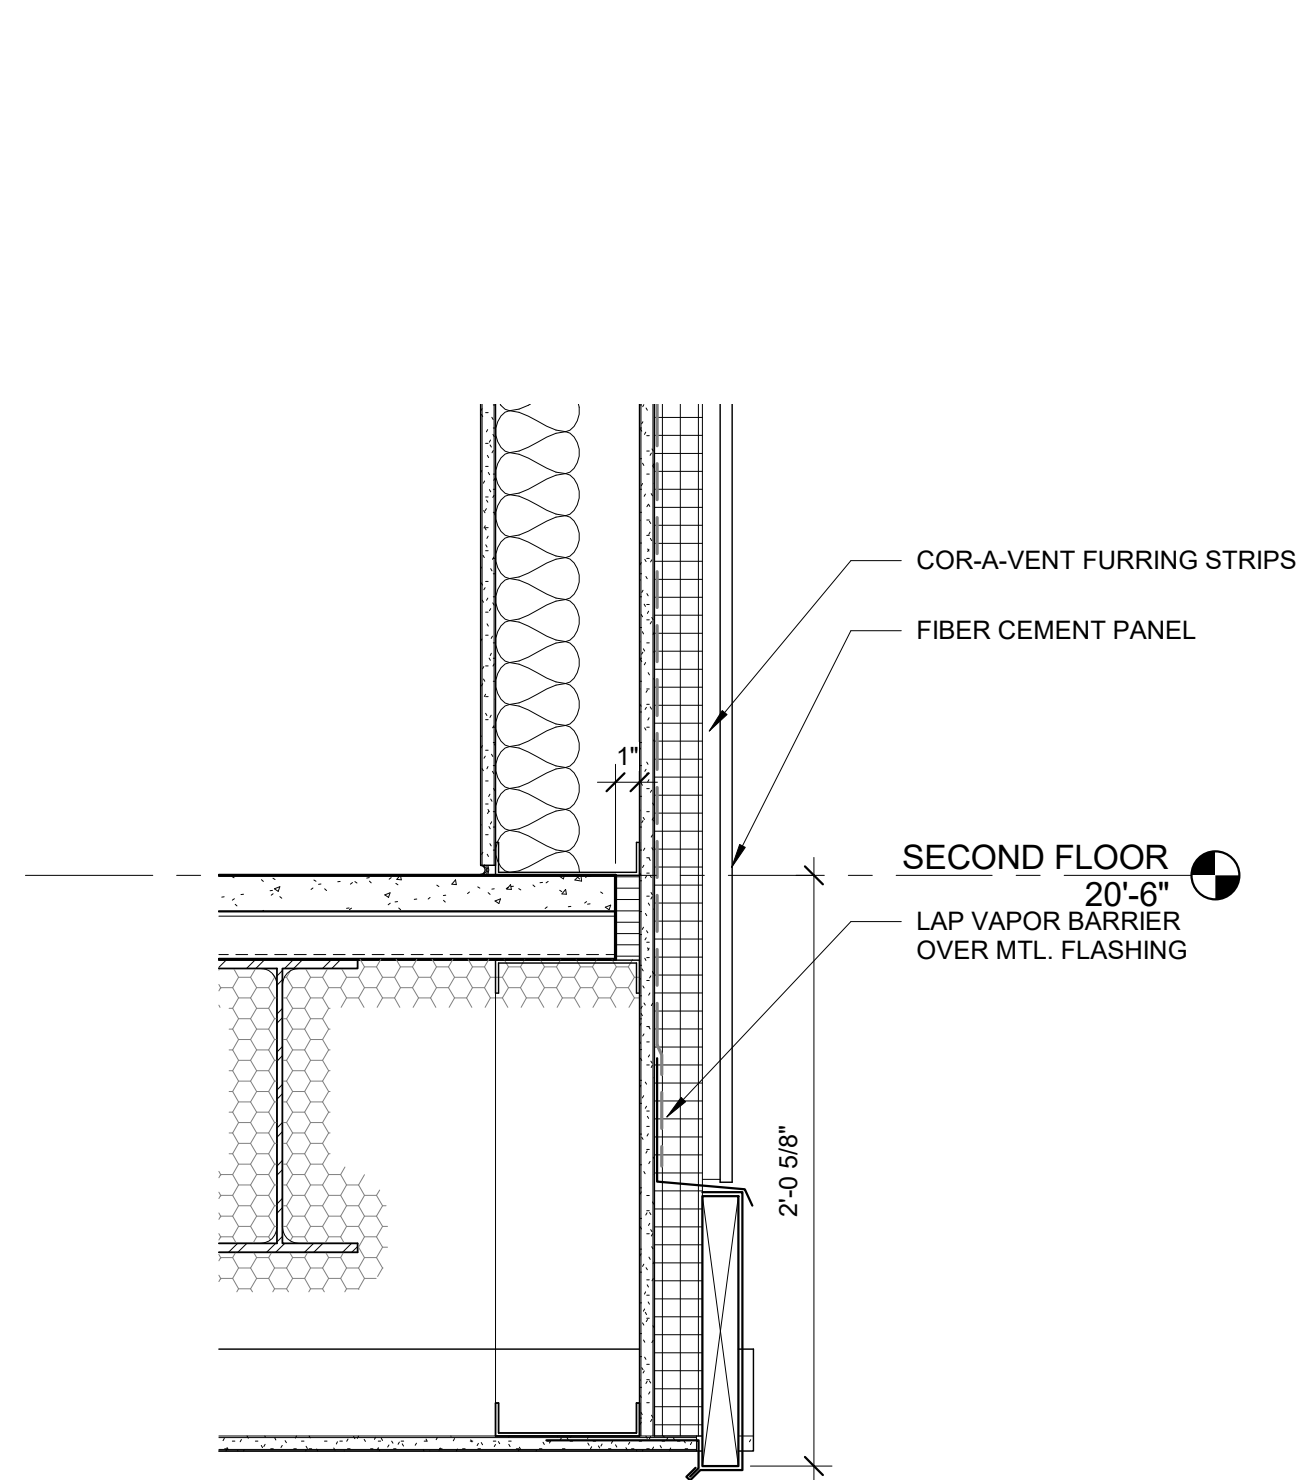 COR-A-VENT FURRING STRIPS
FIBER CEMENT PANEL
1"
SECOND FLOOR
20'-6"
LAP VAPOR BARRIER
OVER MTL. FLASHING
2'-0 5/8"